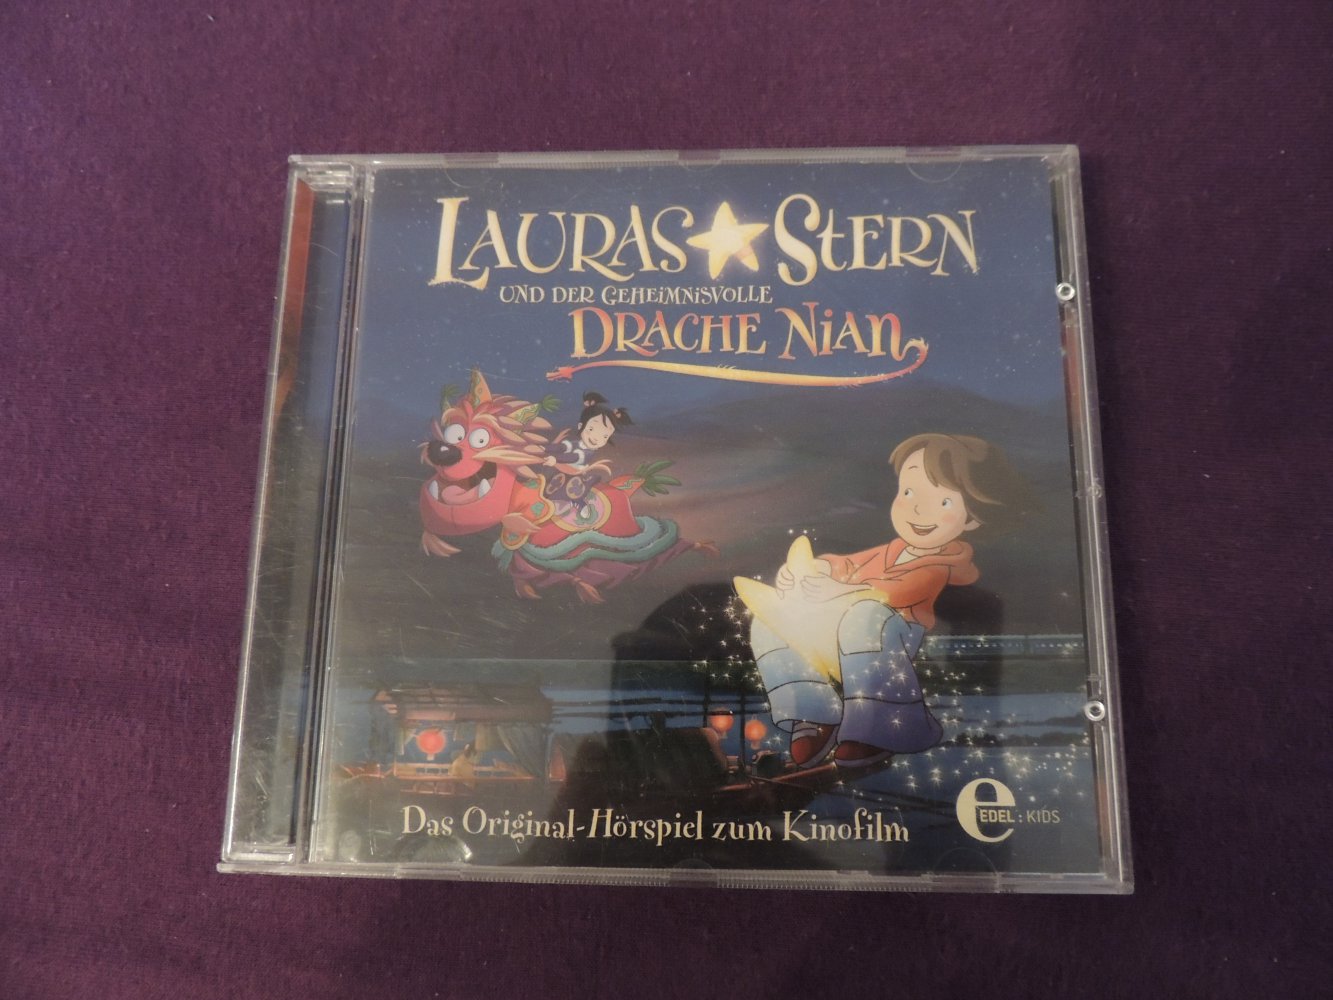 LAURAS STERN
UND DER GEHEIMNISVOLLE
DRACHE NIAN
Das Original-Hörspiel zum Kinofilm
e
EDEL:KIDS